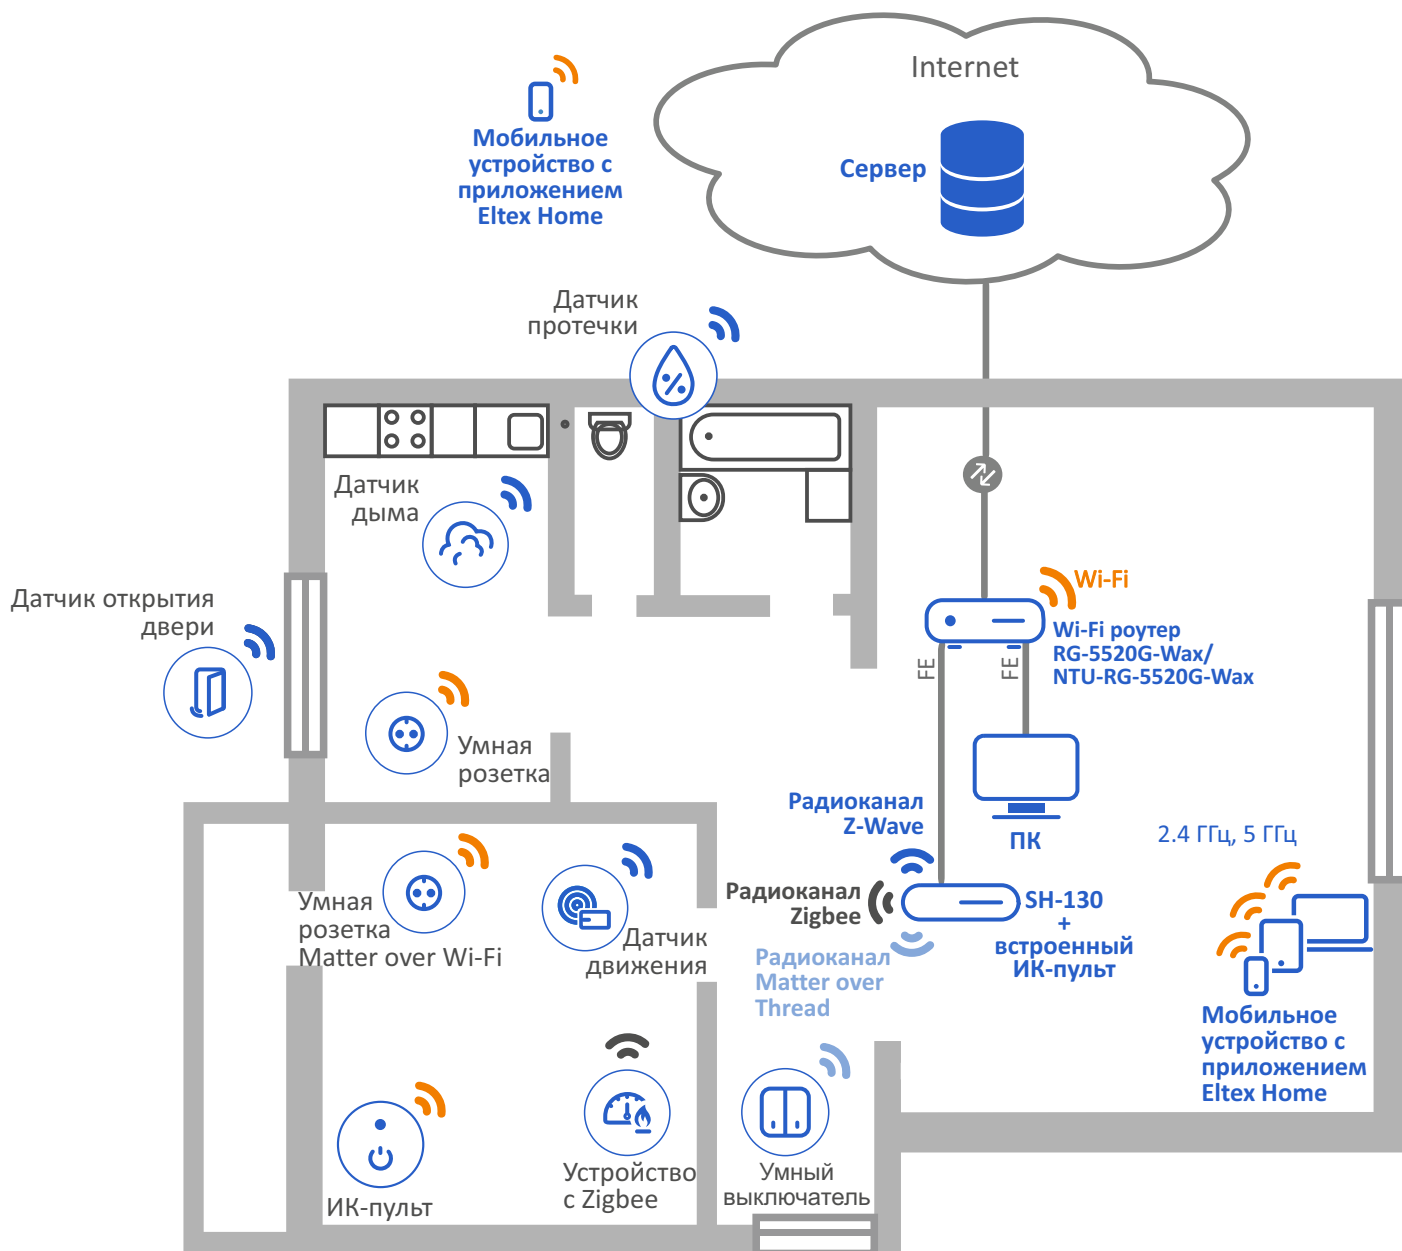 Internet
Сервер
Мобильное
устройство с
приложением
Eltex Home
Датчик
протечки
Датчик
дыма
Датчик открытия
двери
Wi-Fi
Wi-Fi роутер
RG-5520G-Wax/
NTU-RG-5520G-Wax
FE
FE
Умная
розетка
Радиоканал
Z-Wave
ПК
2.4 ГГц, 5 ГГц
Радиоканал
Zigbee
SH-130
+
встроенный
ИК-пульт
Умная
розетка
Matter over Wi-Fi
Датчик
движения
Радиоканал
Matter over
Thread
Мобильное
устройство с
приложением
Eltex Home
ИК-пульт
Устройство
с Zigbee
Умный
выключатель